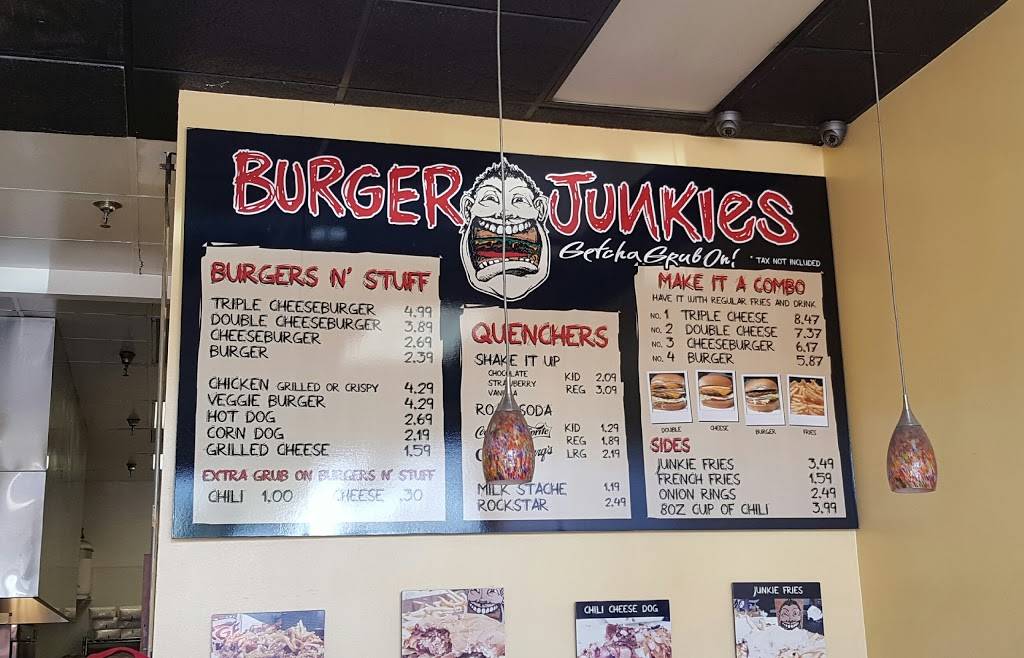 BURGER JUNKIES
Getcha Grub On!
* TAX NOT INCLUDED
BURGERS N' STUFF
TRIPLE CHEESEBURGER 4.99
DOUBLE CHEESEBURGER 3.89
CHEESEBURGER 2.69
BURGER 2.39
CHICKEN GRILLED OR CRISPY 4.29
VEGGIE BURGER 4.29
HOT DOG 2.69
CORN DOG 2.19
GRILLED CHEESE 1.59
EXTRA GRUB ON BURGERS N' STUFF
CHILI 1.00 CHEESE .30
QUENCHERS
SHAKE IT UP
CHOCOLATE
STRAWBERRY
VANILLA
KID 2.09
REG 3.09
SODA
KID 1.29
REG 1.89
LRG 2.19
MILK STACHE 1.19
ROCKSTAR 2.49
MAKE IT A COMBO
HAVE IT WITH REGULAR FRIES AND DRINK
NO. 1 TRIPLE CHEESE 8.47
NO. 2 DOUBLE CHEESE 7.37
NO. 3 CHEESEBURGER 6.17
NO. 4 BURGER 5.87
DOUBLE CHEESE BURGER FRIES
SIDES
JUNKIE FRIES 3.49
FRENCH FRIES 1.59
ONION RINGS 2.49
8OZ CUP OF CHILI 3.99
CHILI CHEESE DOG
JUNKIE FRIES